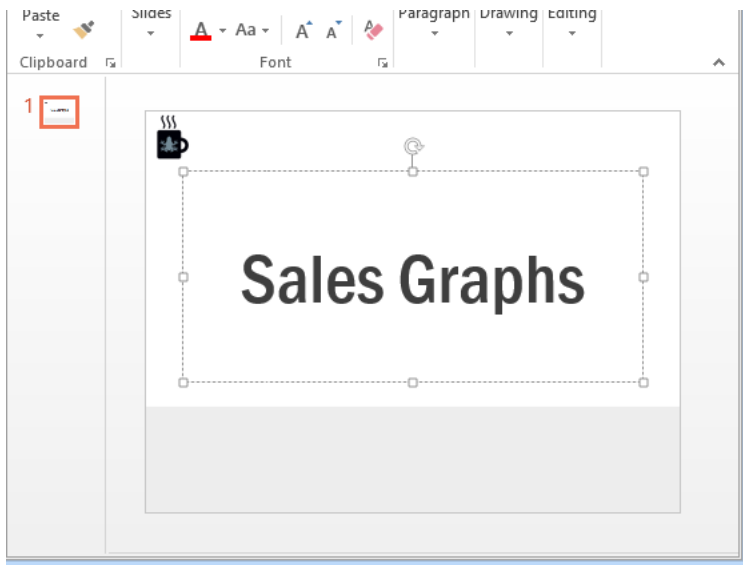 Paste
Slides
A
Aa
A
A
Paragraph
Drawing
Editing
Clipboard
Font
1
Sales Graphs